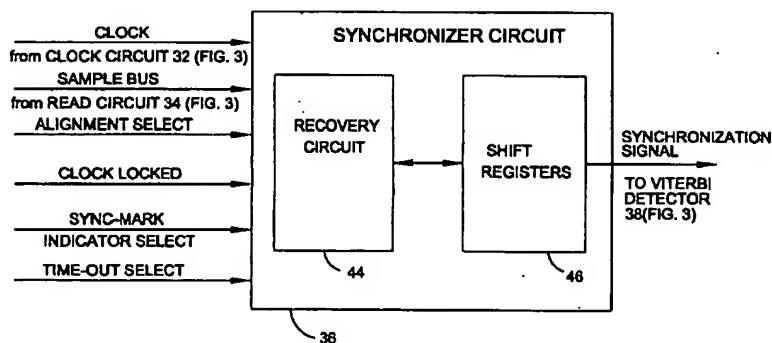 CLOCK
from CLOCK CIRCUIT 32 (FIG. 3)
SAMPLE BUS
from READ CIRCUIT 34 (FIG. 3)
ALIGNMENT SELECT
CLOCK LOCKED
SYNC-MARK
INDICATOR SELECT
TIME-OUT SELECT
SYNCHRONIZER CIRCUIT
RECOVERY
CIRCUIT
44
SHIFT
REGISTERS
46
36
SYNCHRONIZATION
SIGNAL
TO VITERBI
DETECTOR
38(FIG. 3)